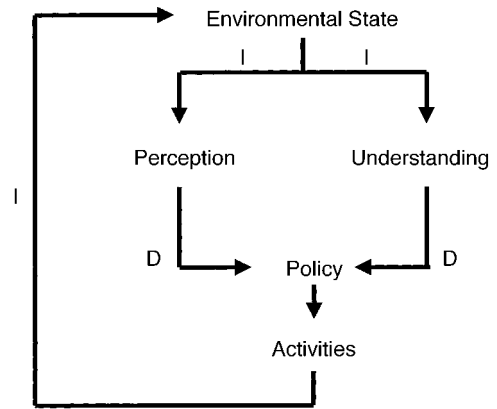 Environmental State
I I
Perception Understanding
I
D D
Policy
Activities